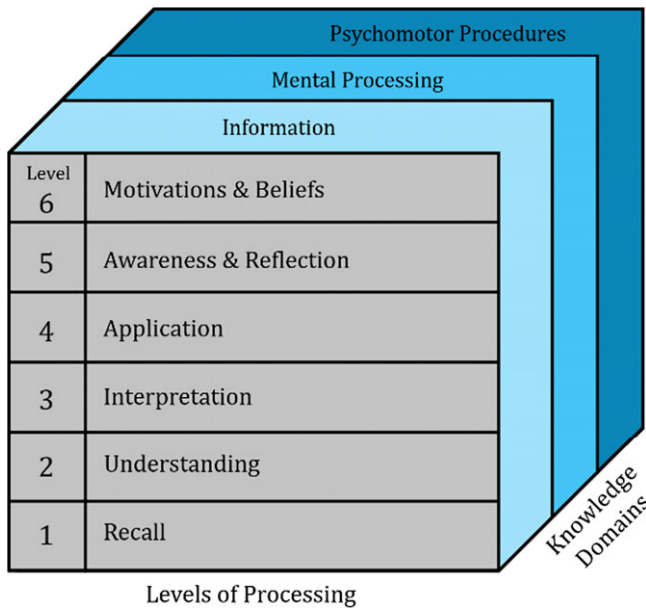 Psychomotor Procedures
Mental Processing
Information
Level
6 Motivations & Beliefs
5 Awareness & Reflection
4 Application
3 Interpretation
2 Understanding
1 Recall
Levels of Processing
Knowledge
Domains